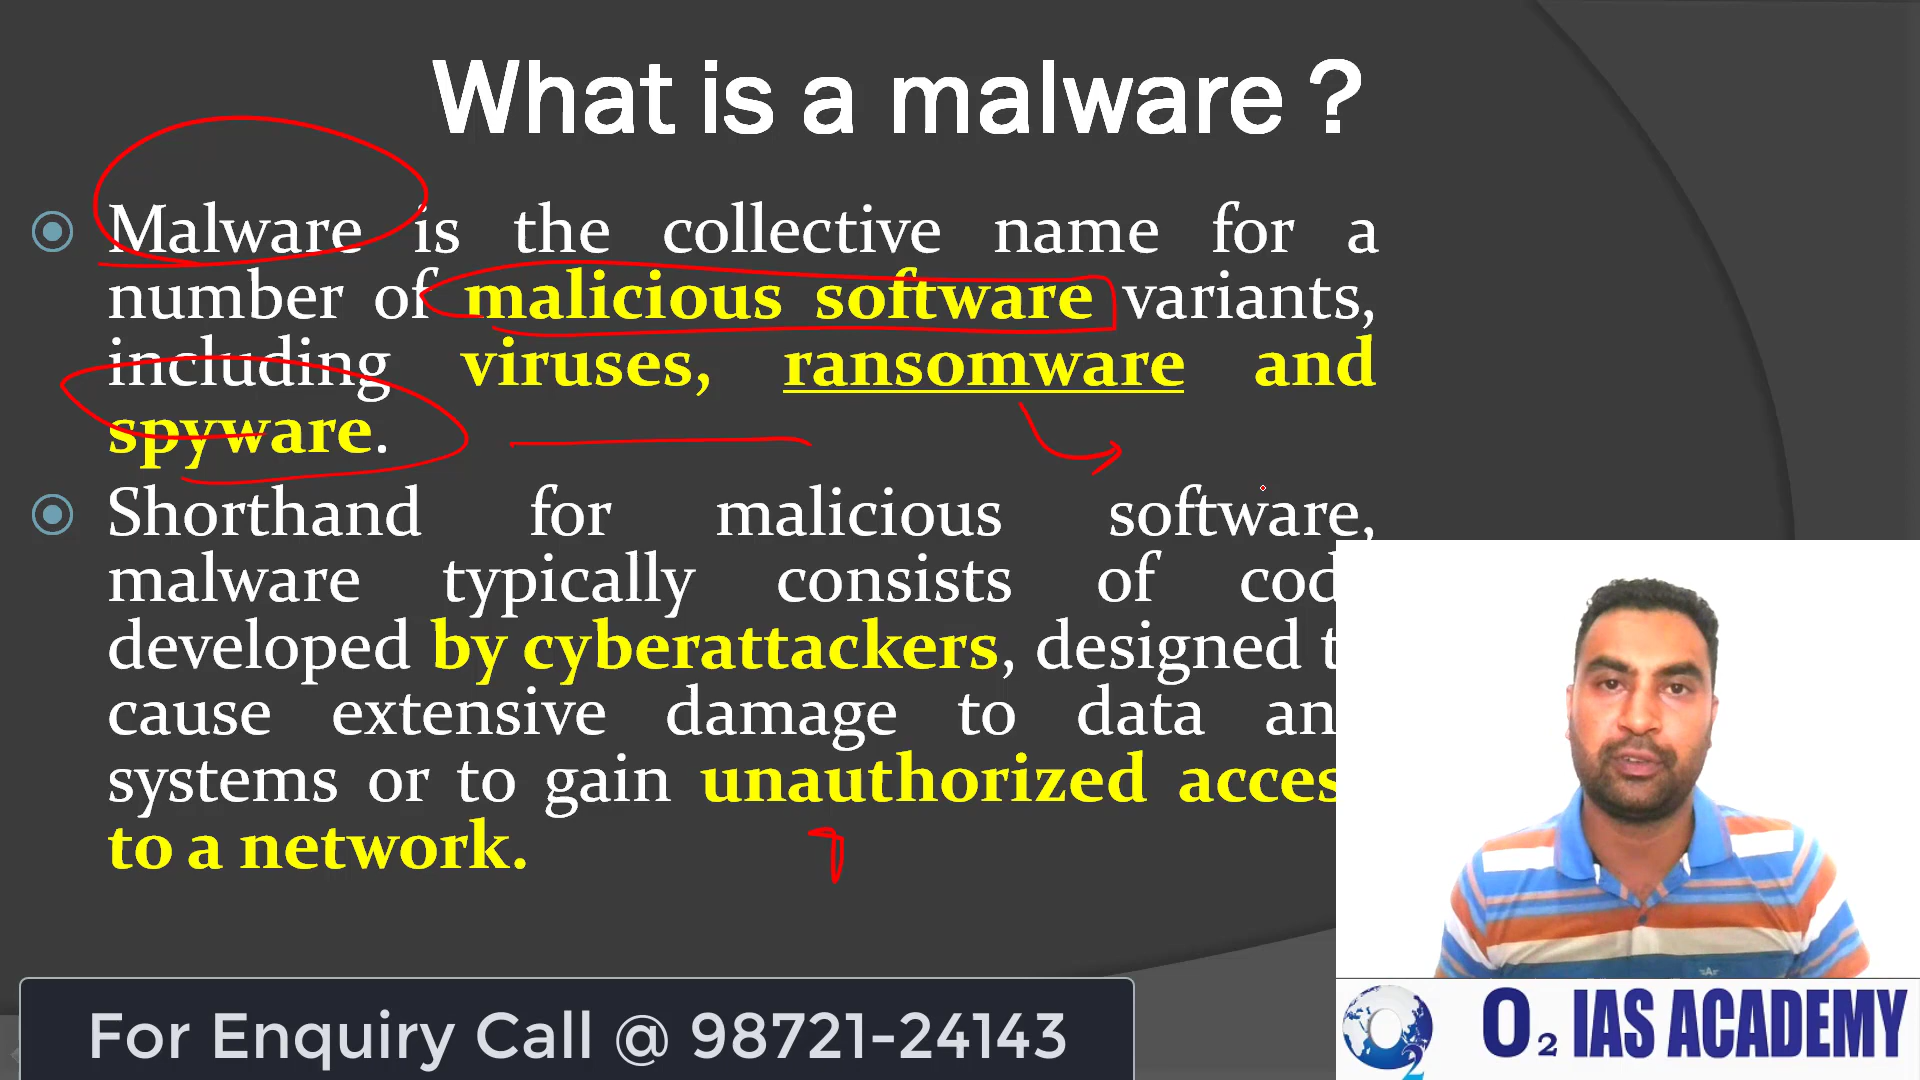 What is a malware ?
Malware is the collective name for a
number of malicious software variants,
including viruses, ransomware and
spyware.
Shorthand for malicious software,
malware typically consists of cod
developed by cyberattackers, designed t
cause extensive damage to data an
systems or to gain unauthorized acces
to a network.
For Enquiry Call @ 98721-24143
O2 IAS ACADEMY